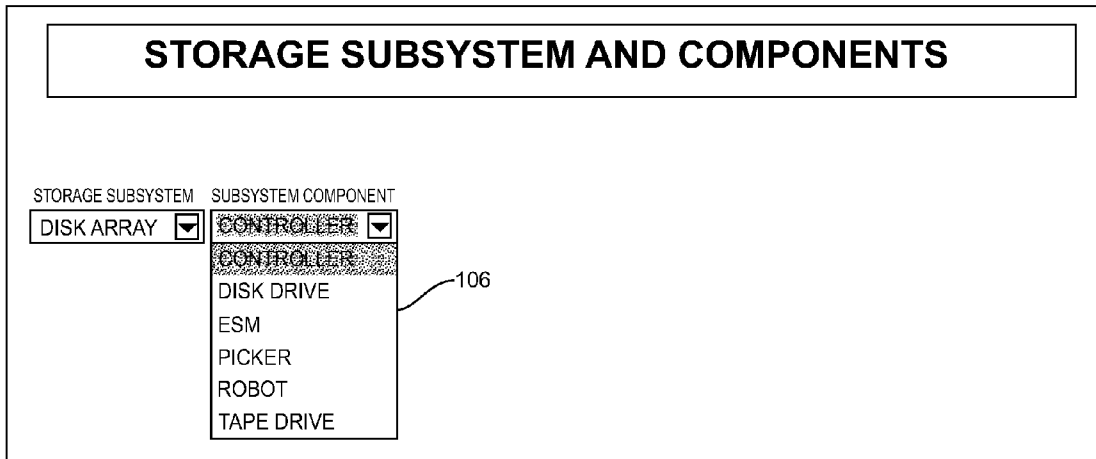 STORAGE SUBSYSTEM AND COMPONENTS
STORAGE SUBSYSTEM SUBSYSTEM COMPONENT
DISK ARRAY CONTROLLER
CONTROLLER
DISK DRIVE
106
ESM
PICKER
ROBOT
TAPE DRIVE